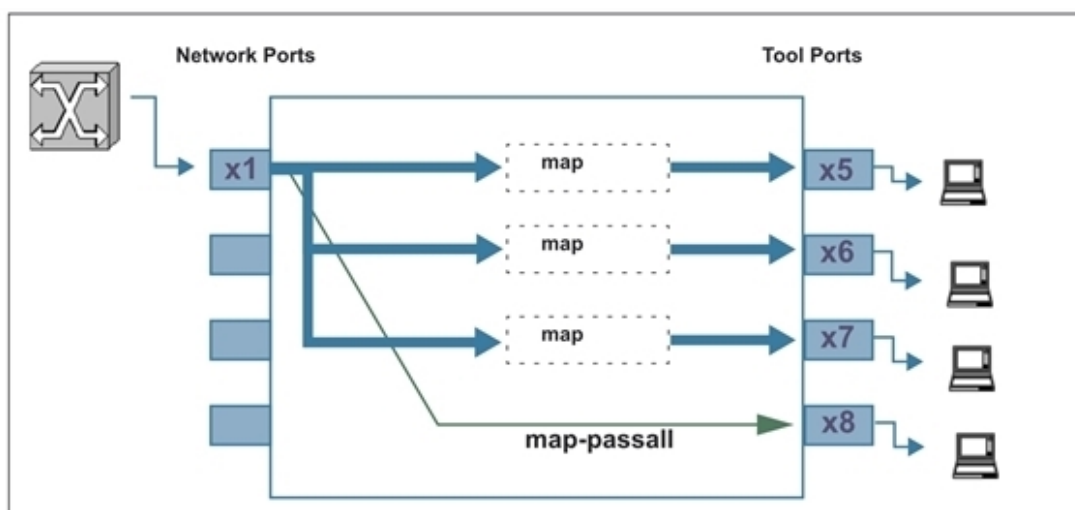 Network Ports
Tool Ports
x1
map
x5
map
x6
map
x7
map-passall
x8